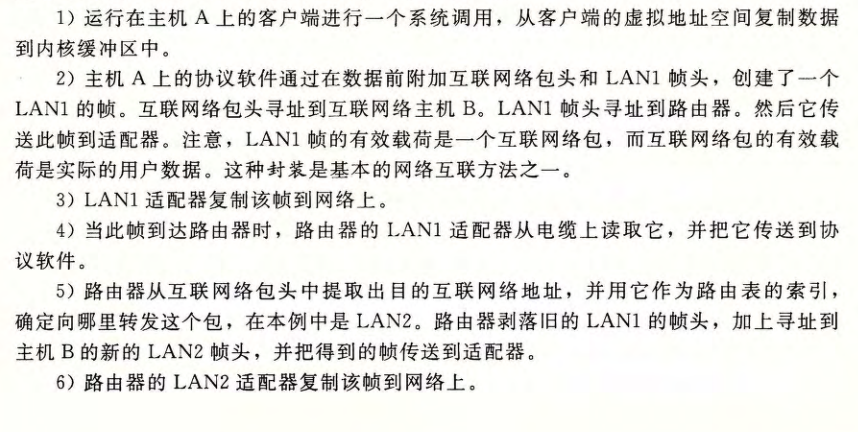 1）运行在主机 A 上的客户端进行一个系统调用，从客户端的虚拟地址空间复制数据
到内核缓冲区中。
2）主机 A 上的协议软件通过在数据前附加互联网络包头和 LAN1 帧头，创建了一个
LAN1 的帧。互联网络包头寻址到互联网络主机 B。LAN1 帧头寻址到路由器。然后它传
送此帧到适配器。注意，LAN1 帧的有效载荷是一个互联网络包，而互联网络包的有效载
荷是实际的用户数据。这种封装是基本的网络互联方法之一。
3）LAN1 适配器复制该帧到网络上。
4）当此帧到达路由器时，路由器的 LAN1 适配器从电缆上读取它，并把它传送到协
议软件。
5）路由器从互联网络包头中提取出目的互联网络地址，并用它作为路由表的索引，
确定向哪里转发这个包，在本例中是 LAN2。路由器剥落旧的 LAN1 的帧头，加上寻址到
主机 B 的新的 LAN2 帧头，并把得到的帧传送到适配器。
6）路由器的 LAN2 适配器复制该帧到网络上。